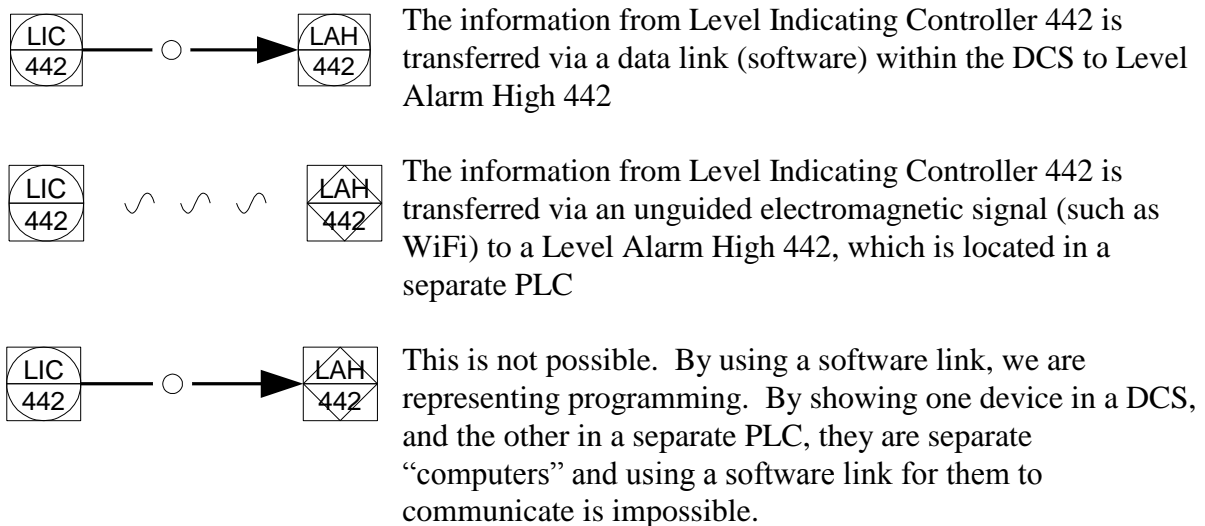 LIC
442
LAH
442
The information from Level Indicating Controller 442 is
transferred via a data link (software) within the DCS to Level
Alarm High 442
LIC
442
LAH
442
The information from Level Indicating Controller 442 is
transferred via an unguided electromagnetic signal (such as
WiFi) to a Level Alarm High 442, which is located in a
separate PLC
LIC
442
LAH
442
This is not possible. By using a software link, we are
representing programming. By showing one device in a DCS,
and the other in a separate PLC, they are separate
“computers” and using a software link for them to
communicate is impossible.